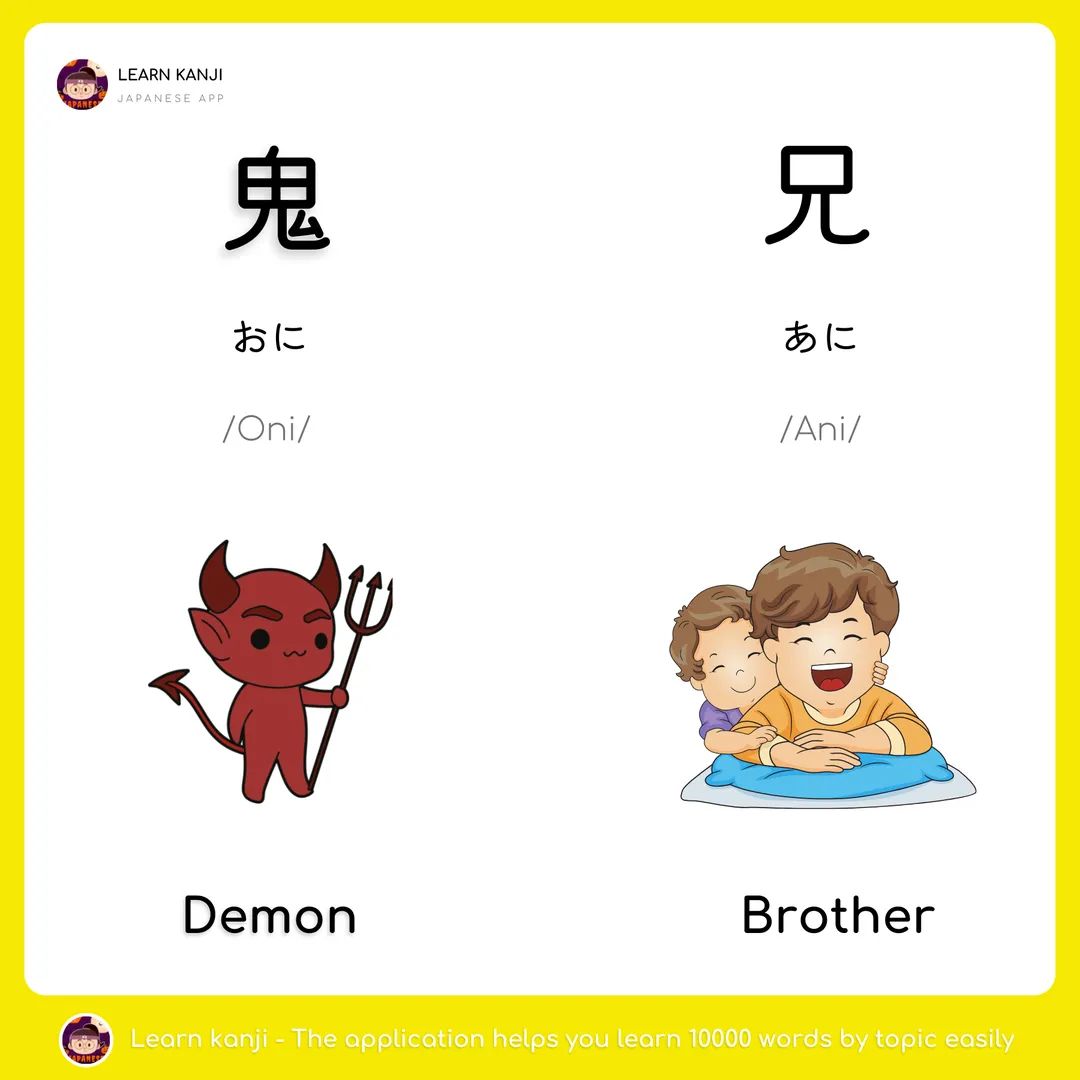 LEARN KANJI
JAPANESE APP
鬼
兄
おに
あに
/Oni/
/Ani/
Demon
Brother
JAPANESE
Learn kanji - The application helps you learn 10000 words by topic easily